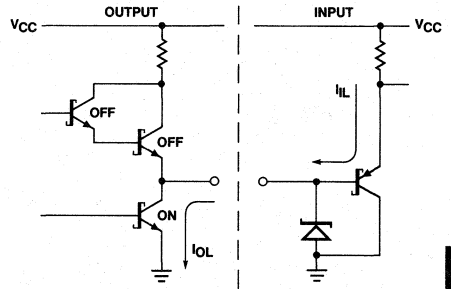 OUTPUT
INPUT
VCC
VCC
OFF
IIL
OFF
ON
IOL